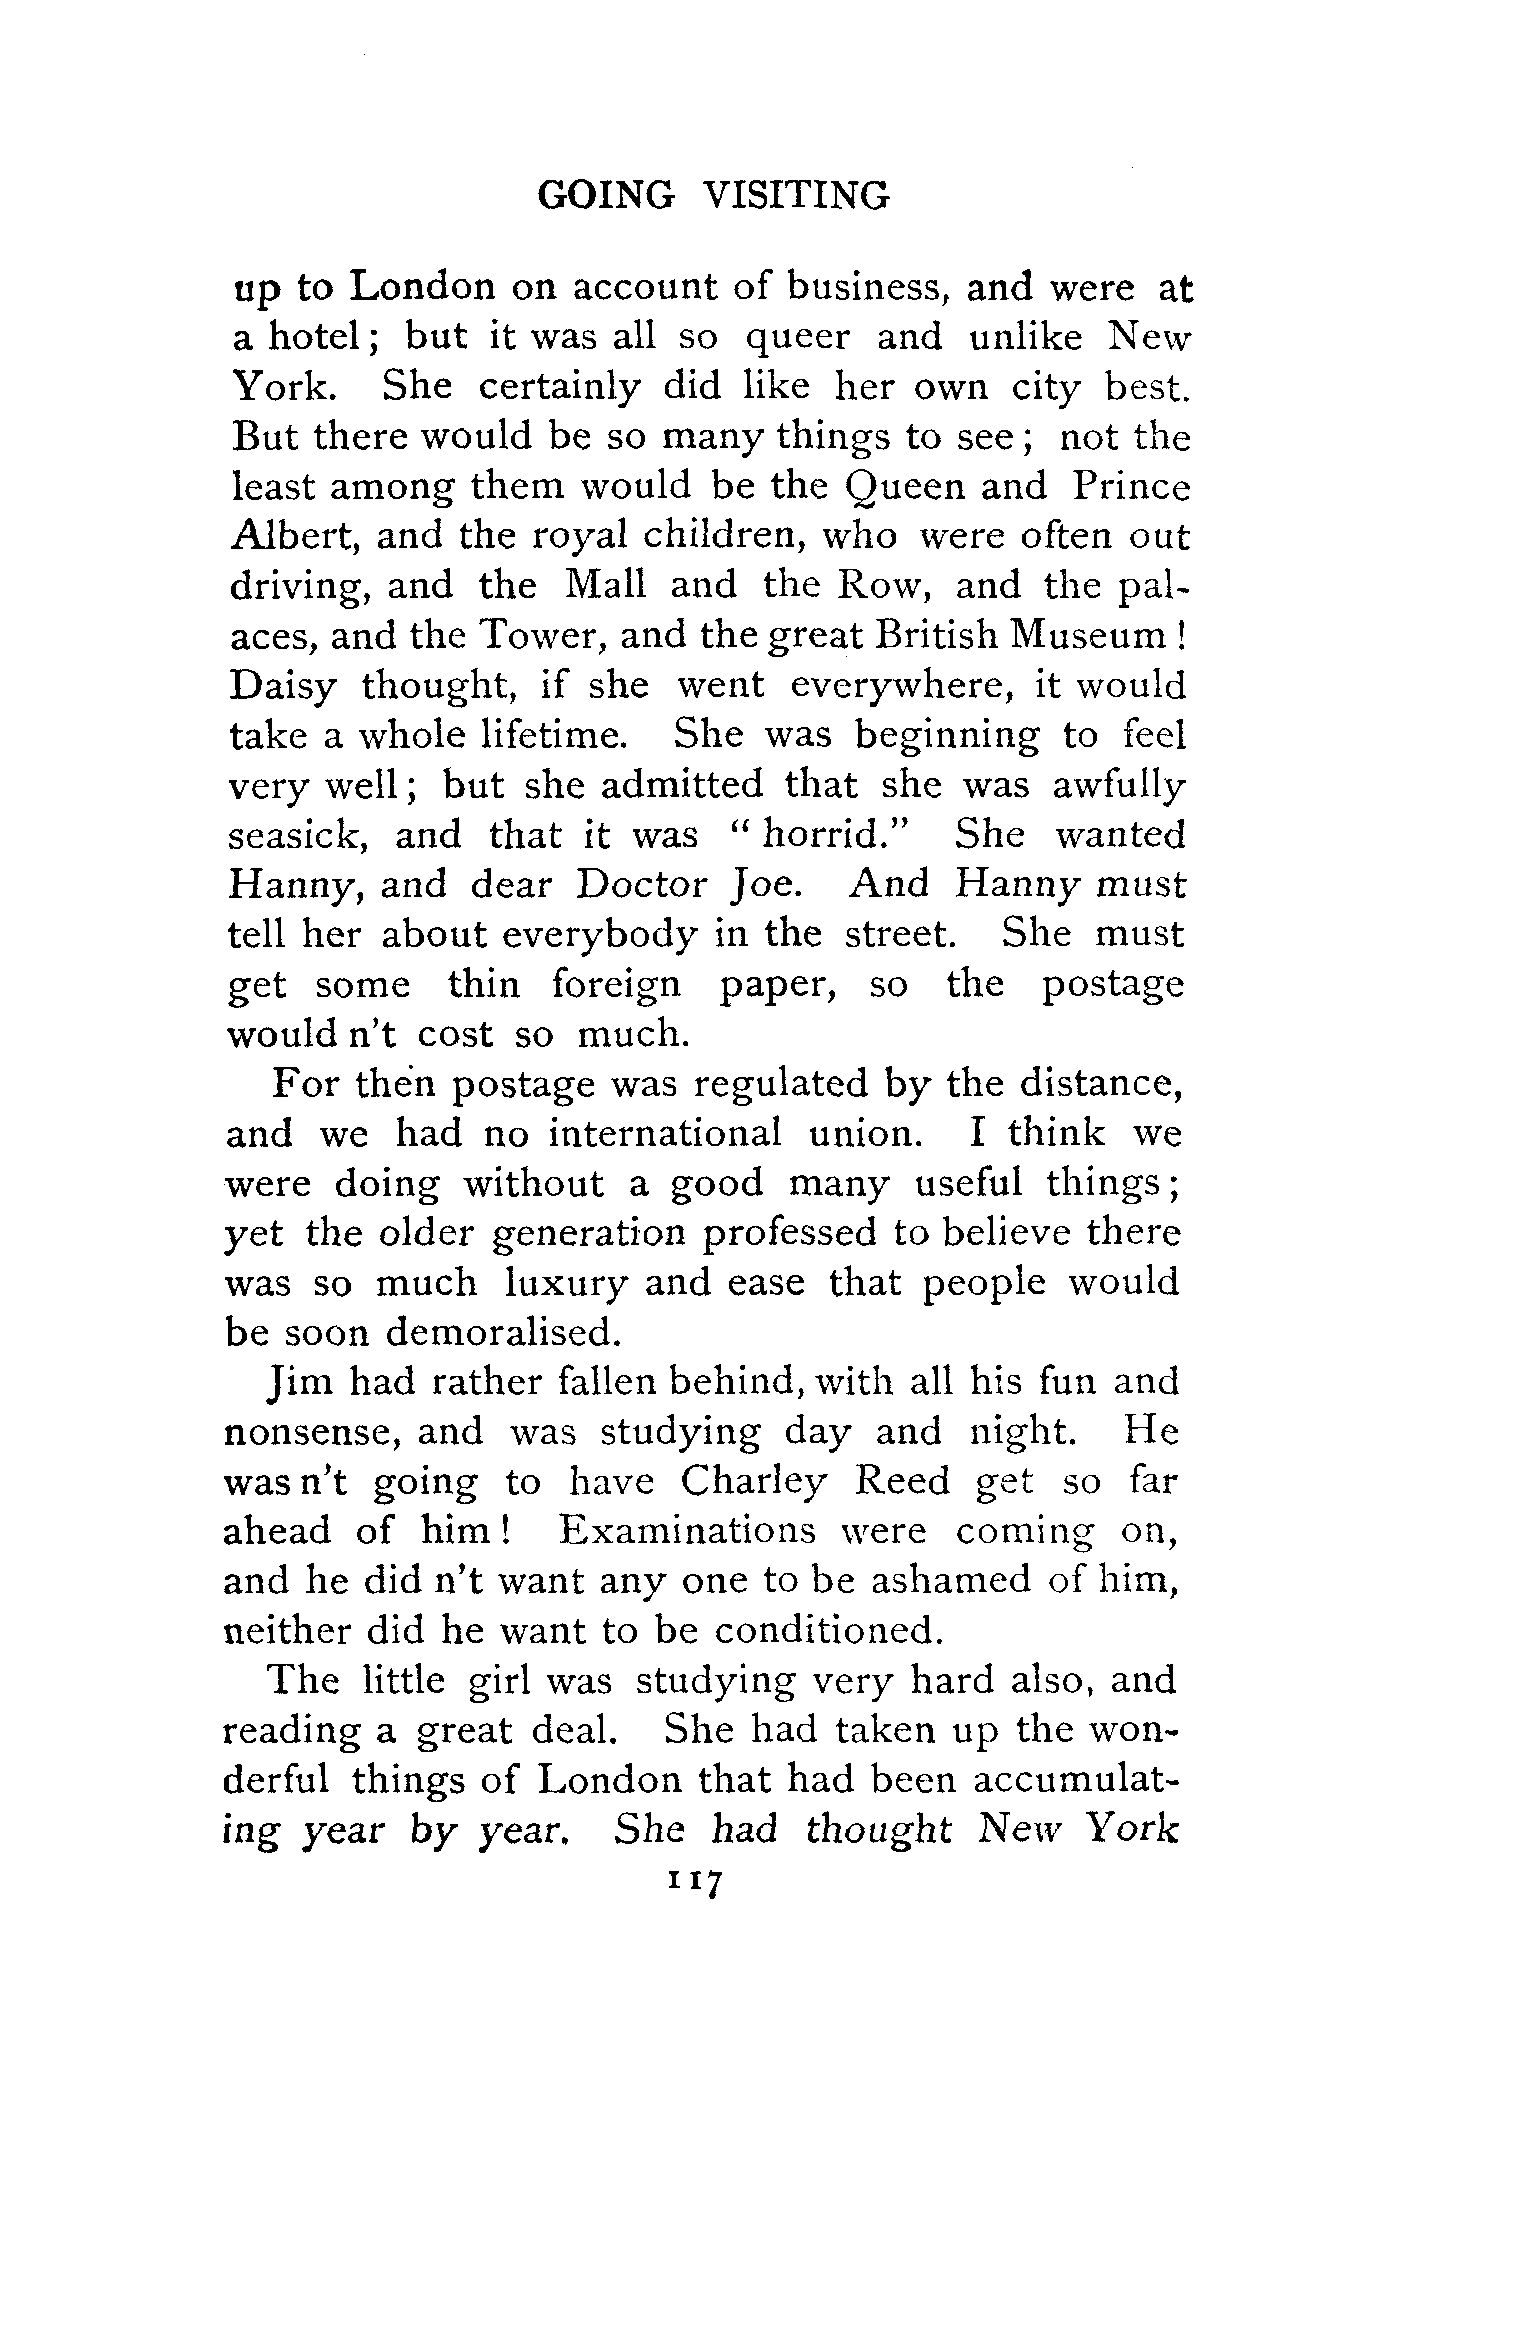 GOING VISITING
up to London on account of business, and were at
a hotel; but it was all so queer and unlike New
York. She certainly did like her own city best.
But there would be so many things to see; not the
least among them would be the Queen and Prince
Albert, and the royal children, who were often out
driving, and the Mall and the Row, and the pal-
aces, and the Tower, and the great British Museum!
Daisy thought, if she went everywhere, it would
take a whole lifetime. She was beginning to feel
very well; but she admitted that she was awfully
seasick, and that it was "horrid." She wanted
Hanny, and dear Doctor Joe. And Hanny must
tell her about everybody in the street. She must
get some thin foreign paper, so the postage
would n't cost so much.
For then postage was regulated by the distance,
and we had no international union. I think we
were doing without a good many useful things;
yet the older generation professed to believe there
was so much luxury and ease that people would
be soon demoralised.
Jim had rather fallen behind, with all his fun and
nonsense, and was studying day and night. He
was n't going to have Charley Reed get so far
ahead of him! Examinations were coming on,
and he did n't want any one to be ashamed of him,
neither did he want to be conditioned.
The little girl was studying very hard also, and
reading a great deal. She had taken up the won-
derful things of London that had been accumulat-
ing year by year. She had thought New York
117